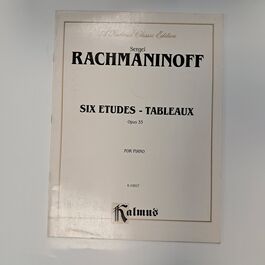 A Kalmus Classic Edition
Sergei
RACHMANINOFF
SIX ETUDES - TABLEAUX
Opus 33
FOR PIANO
Kalmus